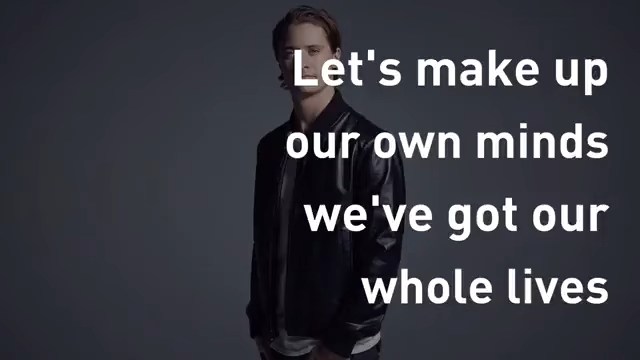 Let's make up
our own minds
we've got our
whole lives